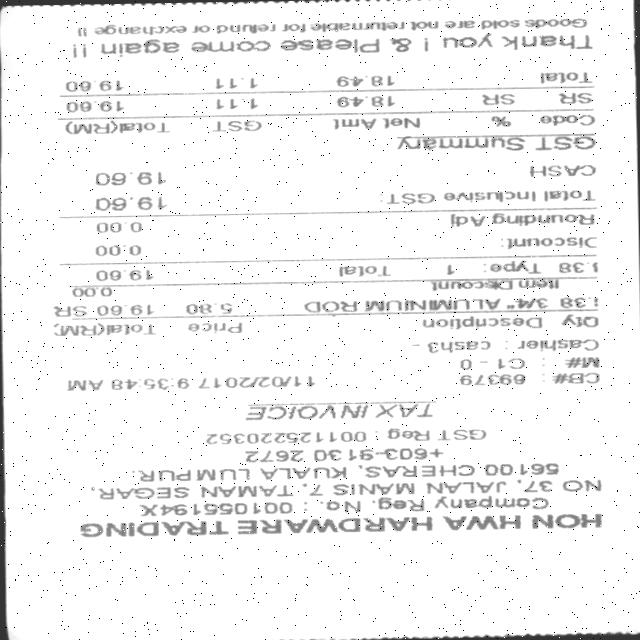 HON HWA HARDWARE TRADING
Company Reg. No. : 001055194X
NO 37, JALAN MANIS 7, TAMAN SEGAR,
56100 CHERAS, KUALA LUMPUR.
+603-9130 2672
GST Reg : 001125220352
TAX INVOICE
CB# : 69379 11/02/2017 9:35:48 AM
M# : C1 - 0
Cashier : cash3 -
Qty Description Price Total(RM)
3.38 3/4" ALUMINIUM ROD 5.80 19.60 SR
Item Discount 0.00
3.38 Type: 1 Total 19.60
Discount: 0.00
Rounding Adj 0.00
Total Inclusive GST: 19.60
CASH 19.60
GST Summary
Code % Net Amt GST Total(RM)
SR SR 18.49 1.11 19.60
Total 18.49 1.11 19.60
Thank you ! & Please come again !!
Goods sold are not returnable for refund or exchange !!